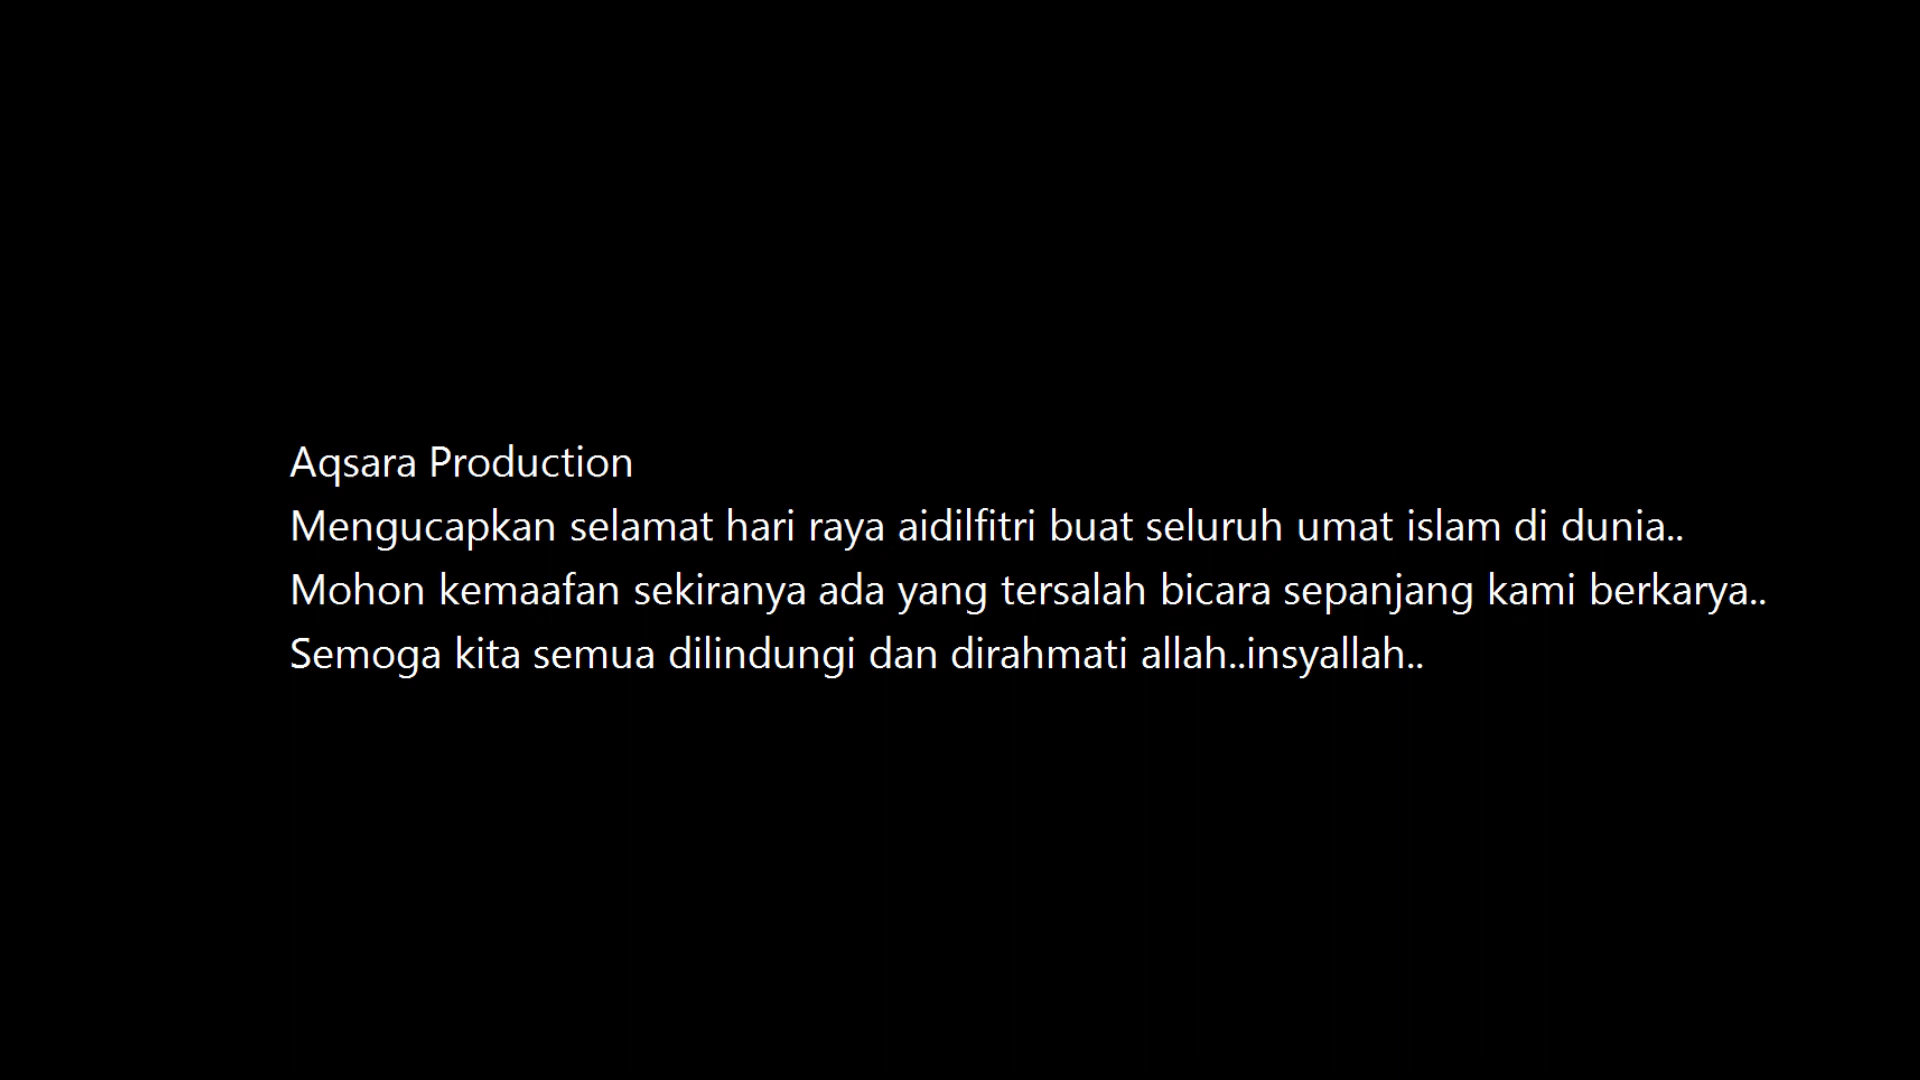 Aqsara Production
Mengucapkan selamat hari raya aidilfitri buat seluruh umat islam di dunia..
Mohon kemaafan sekiranya ada yang tersalah bicara sepanjang kami berkarya..
Semoga kita semua dilindungi dan dirahmati allah..insyallah..